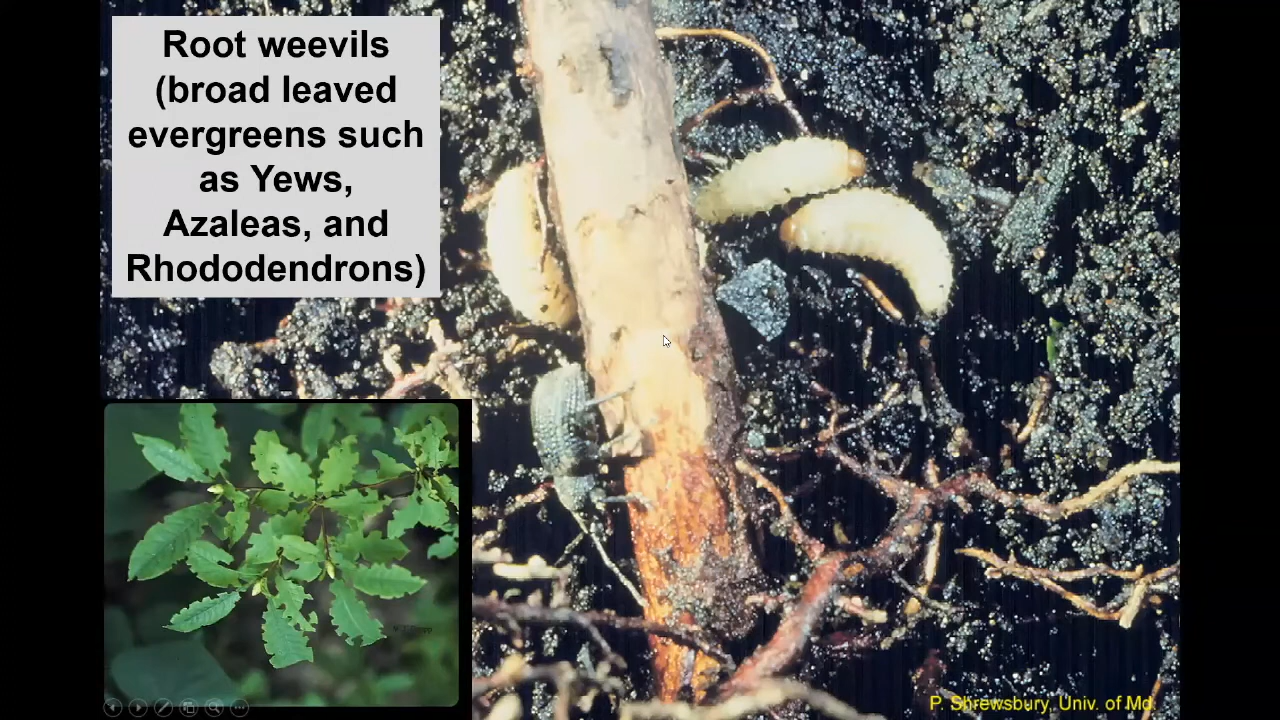 Root weevils
(broad leaved
evergreens such
as Yews,
Azaleas, and
Rhododendrons)
P. Shrewsbury, Univ. of Md.